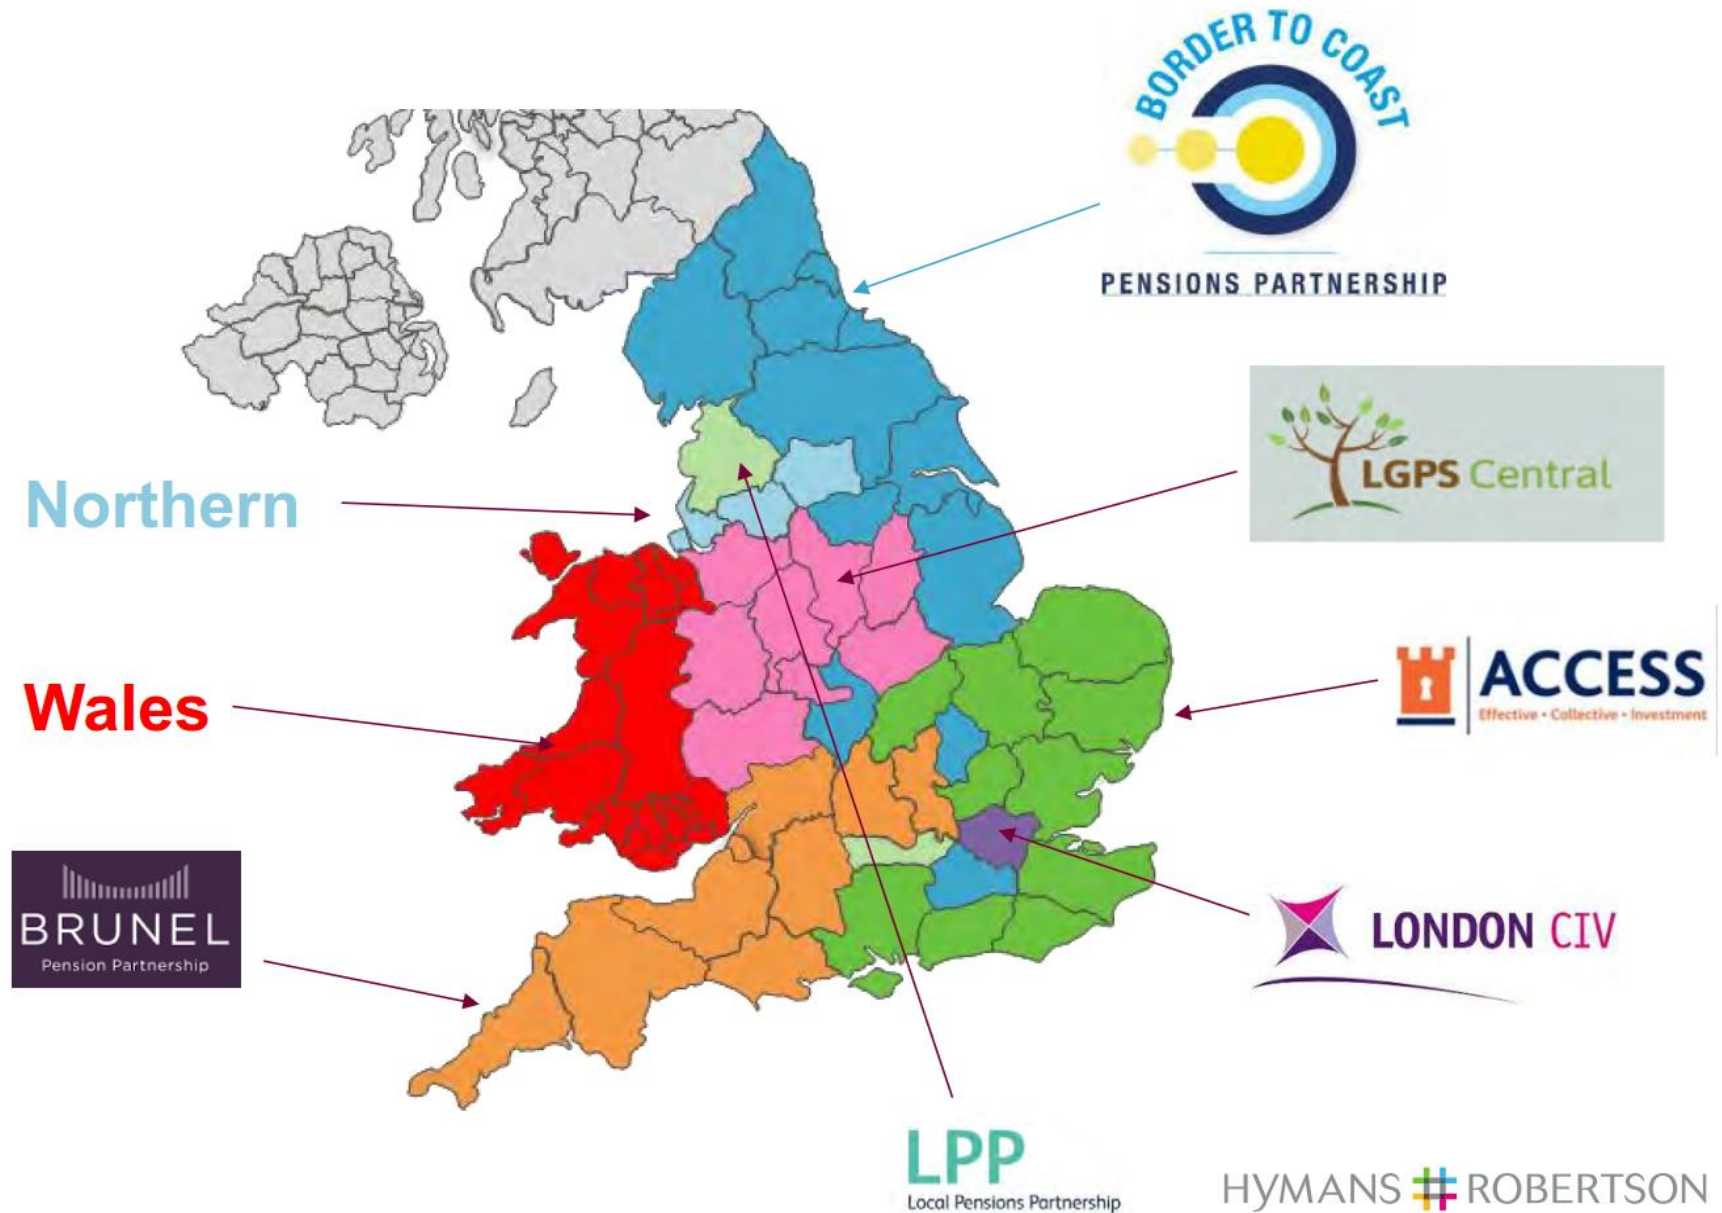 BORDER TO COAST
PENSIONS PARTNERSHIP
LGPS Central
Northern
ACCESS
Effective • Collective • Investment
Wales
BRUNEL
Pension Partnership
LONDON CIV
LPP
Local Pensions Partnership
HYMANS ROBERTSON